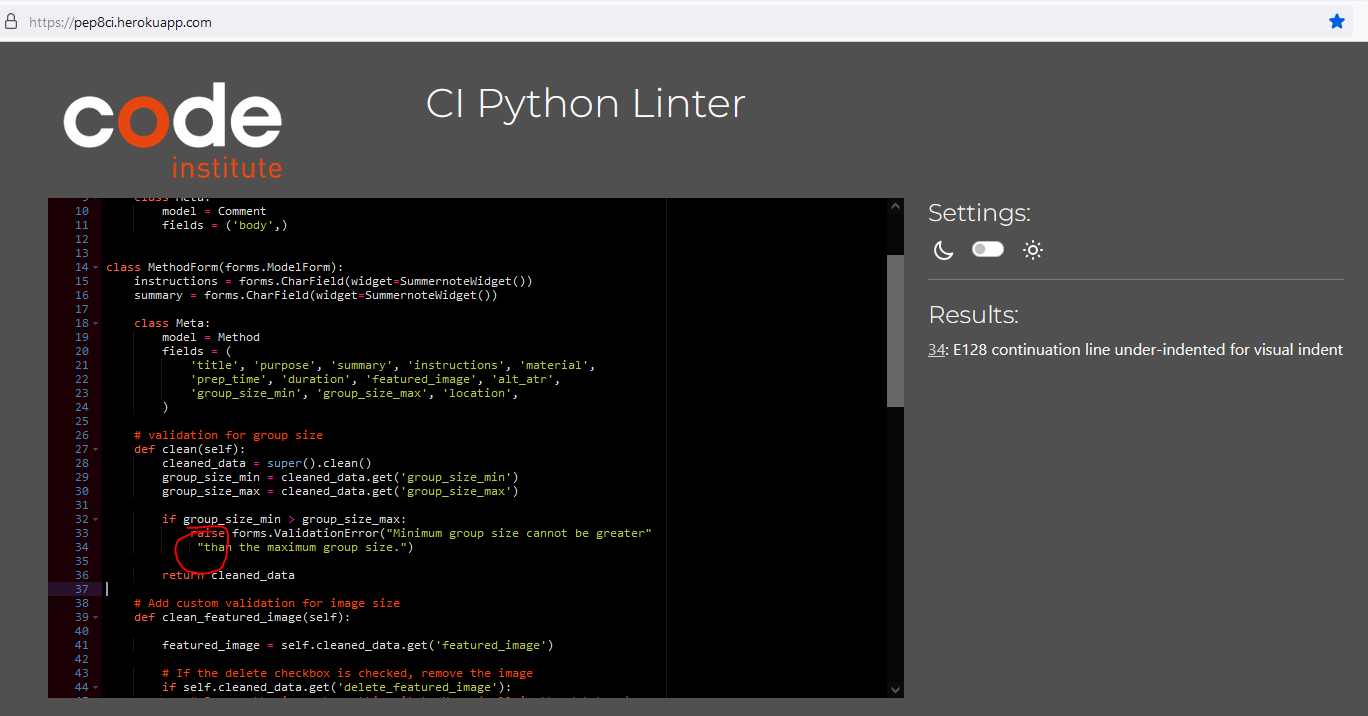 https://pep8ci.herokuapp.com
code
institute
CI Python Linter
10 model = Comment
11 fields = ('body',)
12
13
14 class MethodForm(forms.ModelForm):
15 instructions = forms.CharField(widget=SummernoteWidget())
16 summary = forms.CharField(widget=SummernoteWidget())
17
18 class Meta:
19 model = Method
20 fields = (
21 'title', 'purpose', 'summary', 'instructions', 'material',
22 'prep_time', 'duration', 'featured_image', 'alt_atr',
23 'group_size_min', 'group_size_max', 'location',
24 )
25
26 # validation for group size
27 def clean(self):
28 cleaned_data = super().clean()
29 group_size_min = cleaned_data.get('group_size_min')
30 group_size_max = cleaned_data.get('group_size_max')
31
32 if group_size_min > group_size_max:
33 raise forms.ValidationError("Minimum group size cannot be greater"
34 "than the maximum group size.")
35
36 return cleaned_data
37
38 # Add custom validation for image size
39 def clean_featured_image(self):
40
41 featured_image = self.cleaned_data.get('featured_image')
42
43 # If the delete checkbox is checked, remove the image
44 if self.cleaned_data.get('delete_featured_image'):
Settings:
Results:
34: E128 continuation line under-indented for visual indent